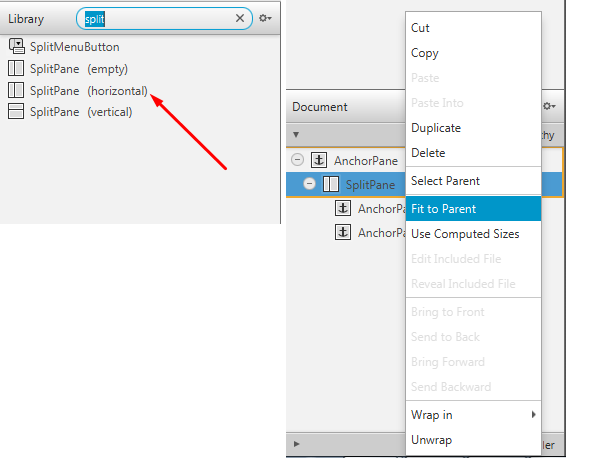 Library
split
SplitMenuButton
SplitPane (empty)
SplitPane (horizontal)
SplitPane (vertical)
Document
hy
AnchorPane
SplitPane
AnchorPa
AnchorPa
ler
Cut
Copy
Paste
Paste Into
Duplicate
Delete
Select Parent
Fit to Parent
Use Computed Sizes
Edit Included File
Reveal Included File
Bring to Front
Send to Back
Bring Forward
Send Backward
Wrap in
Unwrap